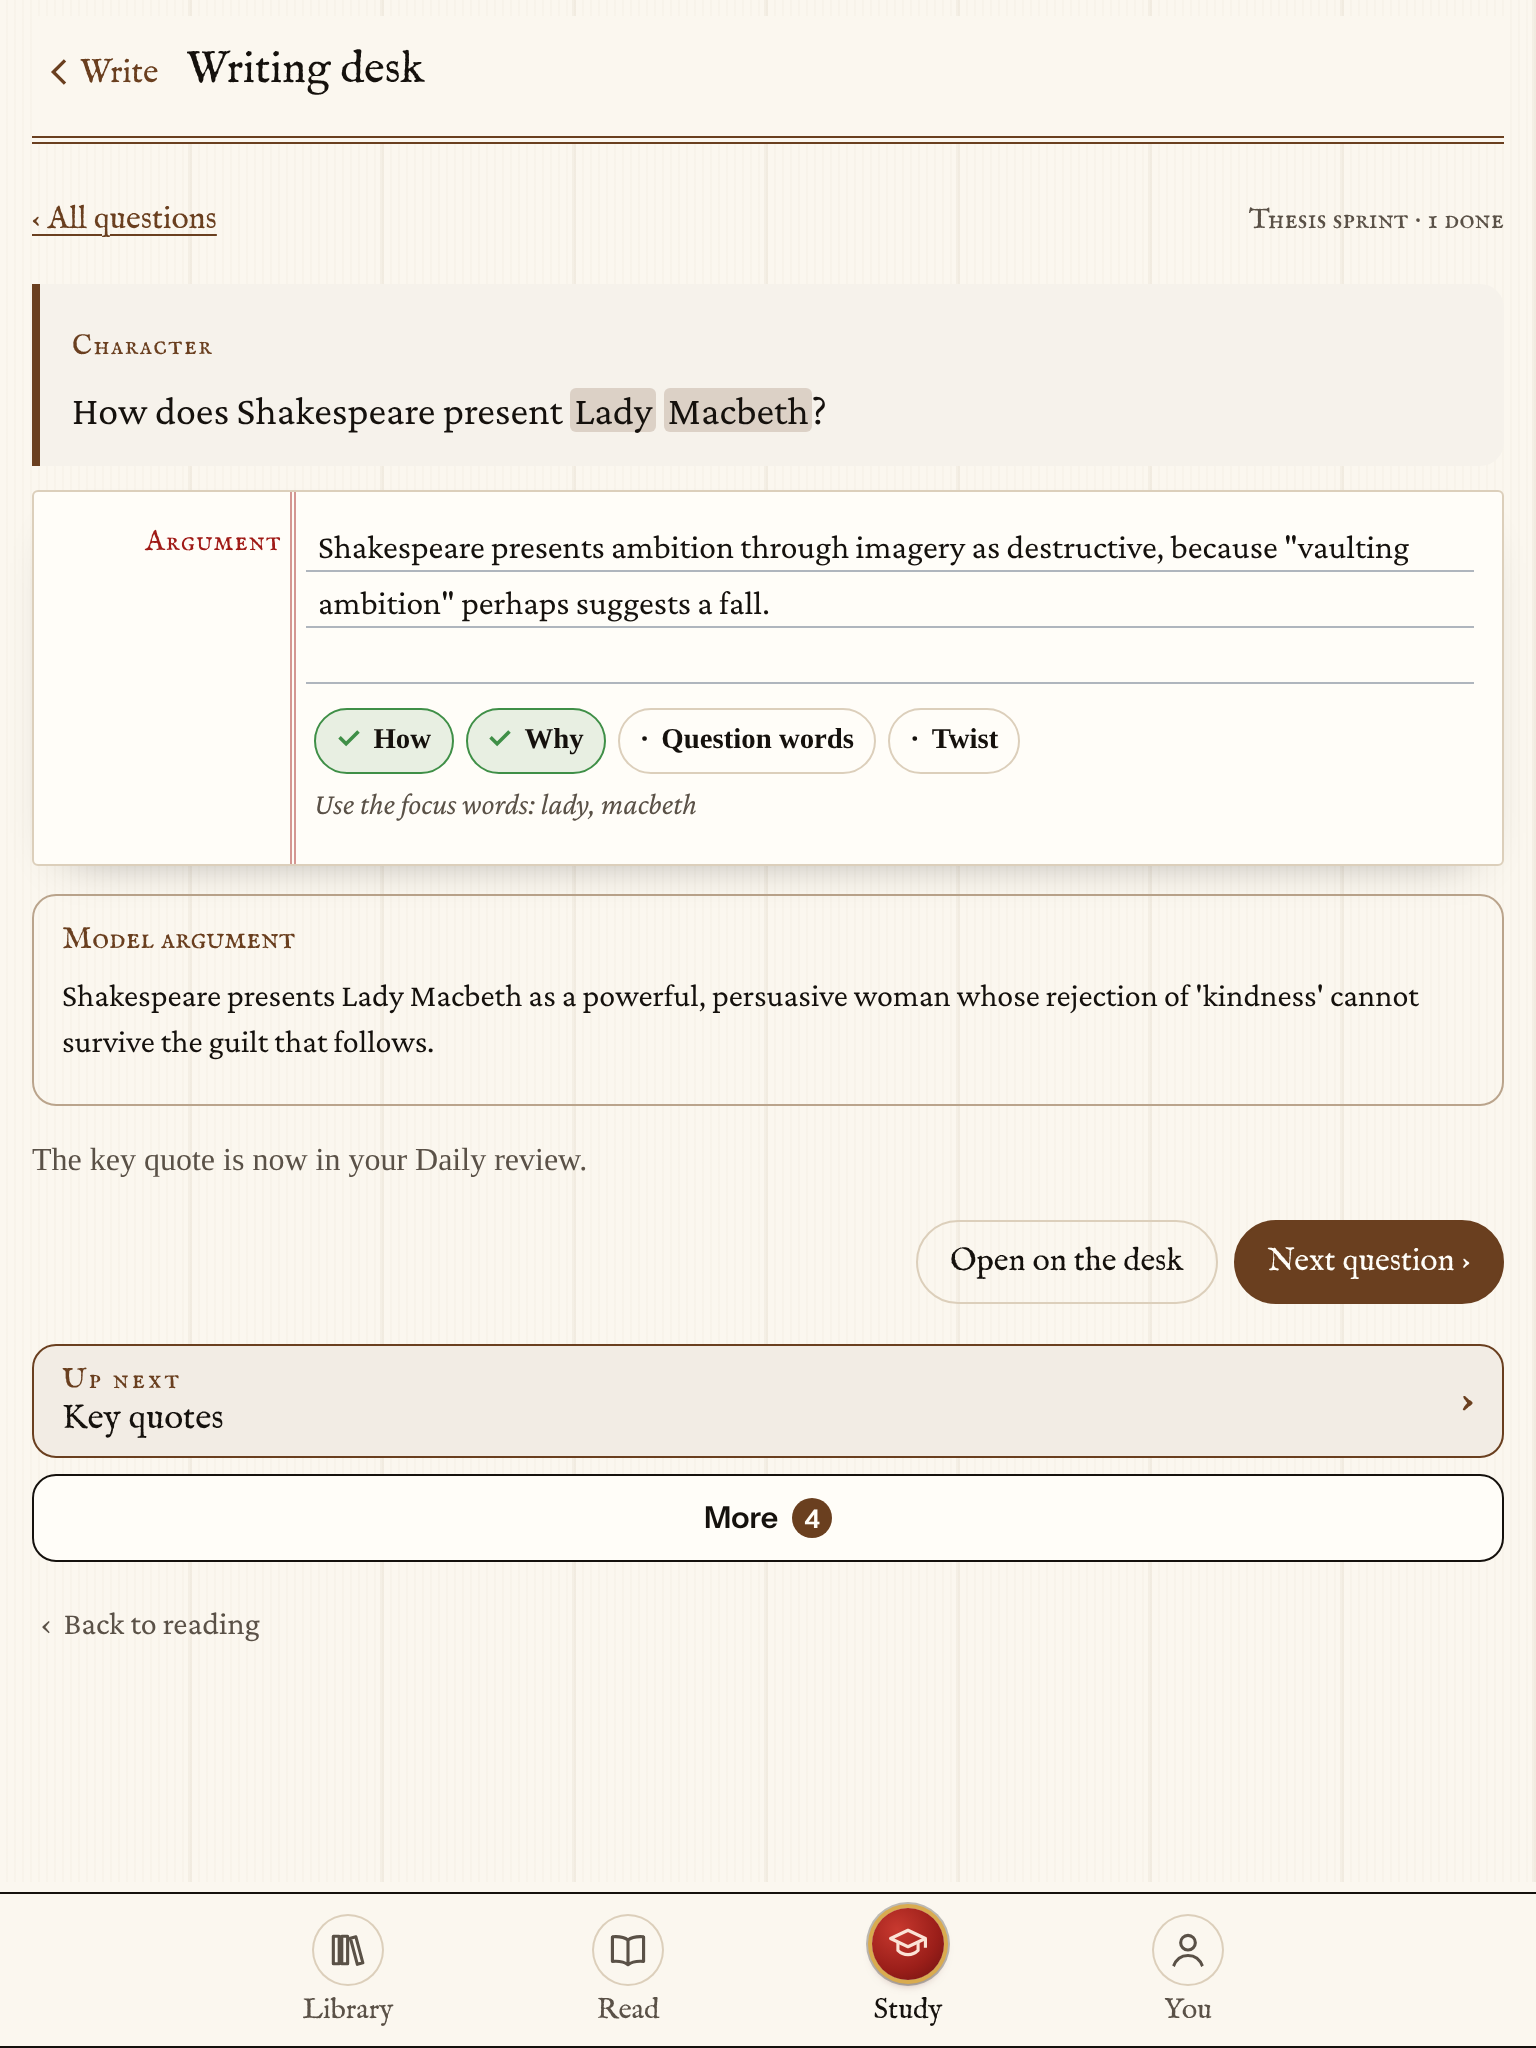 Write Writing desk
‹ All questions
Thesis sprint · 1 done
Character
How does Shakespeare present Lady Macbeth?
Argument
Shakespeare presents ambition through imagery as destructive, because "vaulting
ambition" perhaps suggests a fall.
How
Why
· Question words
· Twist
Use the focus words: lady, macbeth
Model argument
Shakespeare presents Lady Macbeth as a powerful, persuasive woman whose rejection of 'kindness' cannot
survive the guilt that follows.
The key quote is now in your Daily review.
Open on the desk
Next question ›
Up next
Key quotes
›
More 4
‹ Back to reading
Library
Read
Study
You